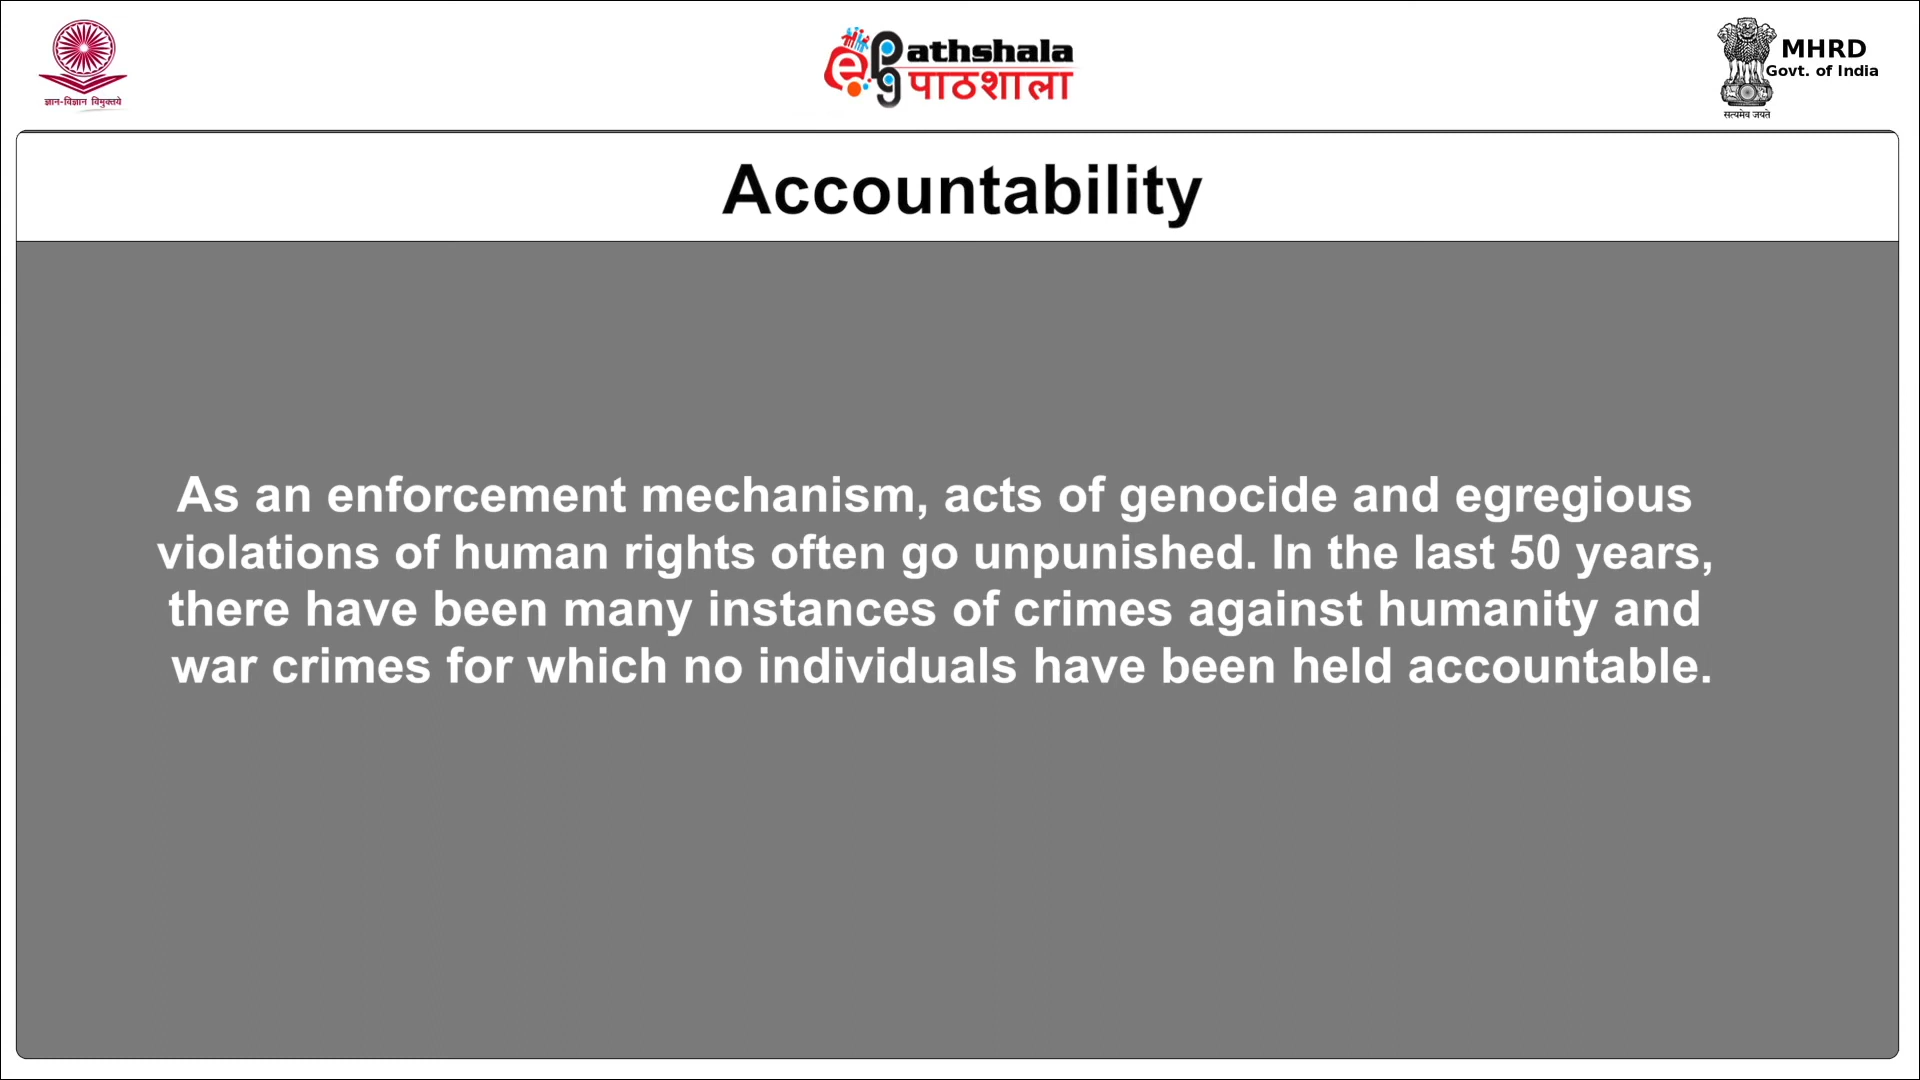 ज्ञान-विज्ञान विमुक्तये
ePathshala
पाठशाला
MHRD
Govt. of India
सत्यमेव जयते
Accountability
As an enforcement mechanism, acts of genocide and egregious
violations of human rights often go unpunished. In the last 50 years,
there have been many instances of crimes against humanity and
war crimes for which no individuals have been held accountable.